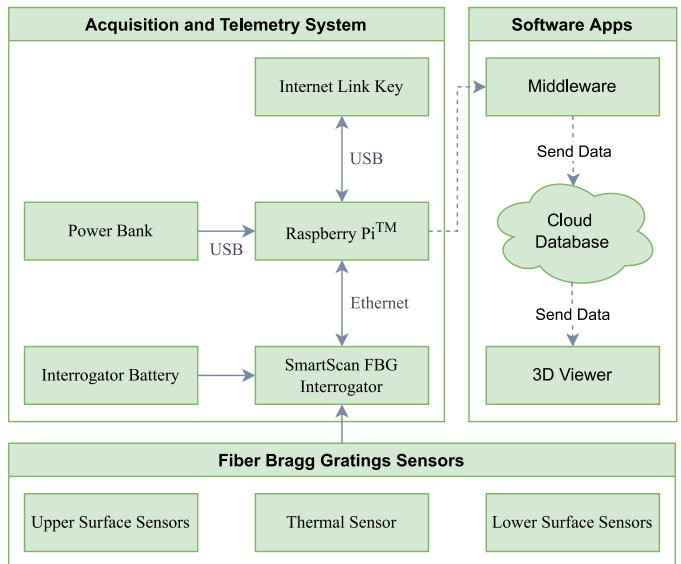 Acquisition and Telemetry System
Internet Link Key
USB
Power Bank
USB
Raspberry Pi™
Ethernet
Interrogator Battery
SmartScan FBG
Interrogator
Software Apps
Middleware
Send Data
Cloud
Database
Send Data
3D Viewer
Fiber Bragg Gratings Sensors
Upper Surface Sensors
Thermal Sensor
Lower Surface Sensors